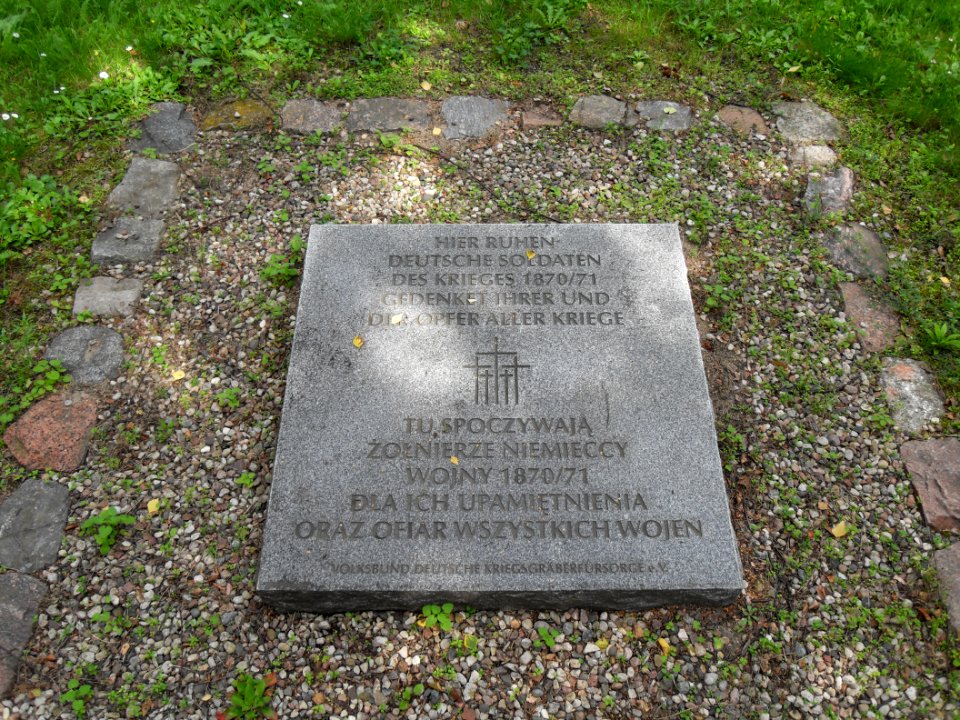 HIER RUHEN
DEUTSCHE SOLDATEN
DES KRIEGES 1870/71
GEDENKET IHRER UND
DER OPFER ALLER KRIEGE
TU SPOCZYWAJĄ
ŻOŁNIERZE NIEMIECCY
WOJNY 1870/71
DLA ICH UPAMIĘTNIENIA
ORAZ OFIAR WSZYSTKICH WOJEN
VOLKSBUND DEUTSCHE KRIEGSGRÄBERFÜRSORGE e.V.